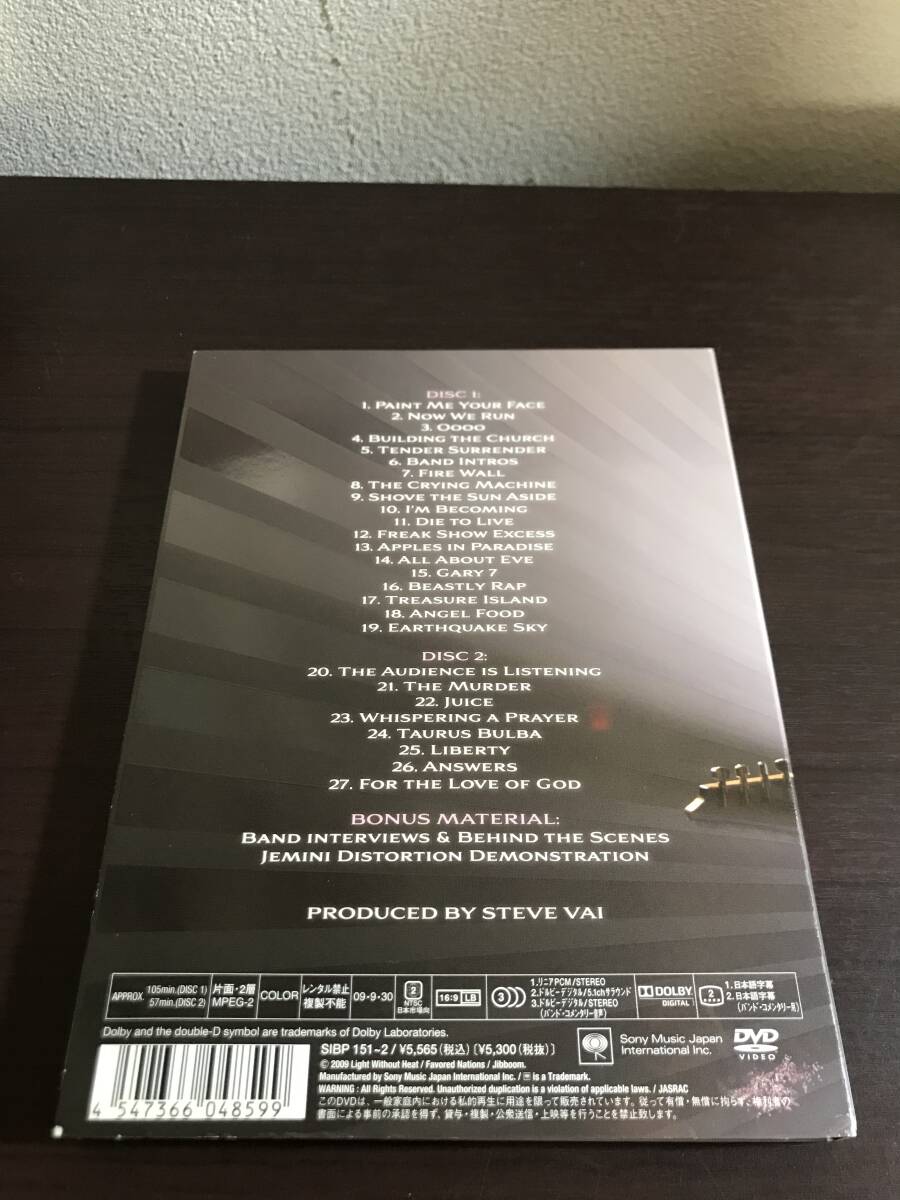 DISC 1:
1. PAINT ME YOUR FACE
2. NOW WE RUN
3. OOOO
4. BUILDING THE CHURCH
5. TENDER SURRENDER
6. BAND INTROS
7. FIRE WALL
8. THE CRYING MACHINE
9. SHOVE THE SUN ASIDE
10. I'M BECOMING
11. DIE TO LIVE
12. FREAK SHOW EXCESS
13. APPLES IN PARADISE
14. ALL ABOUT EVE
15. GARY 7
16. BEASTLY RAP
17. TREASURE ISLAND
18. ANGEL FOOD
19. EARTHQUAKE SKY
DISC 2:
20. THE AUDIENCE IS LISTENING
21. THE MURDER
22. JUICE
23. WHISPERING A PRAYER
24. TAURUS BULBA
25. LIBERTY
26. ANSWERS
27. FOR THE LOVE OF GOD
BONUS MATERIAL:
BAND INTERVIEWS & BEHIND THE SCENES
JEMINI DISTORTION DEMONSTRATION
PRODUCED BY STEVE VAI
APPROX. 105min.(DISC 1)
57min.(DISC 2)
片面・2層
MPEG-2
COLOR
レンタル禁止
複製不能
09・9・30
2
NTSC
日本市場向
16:9 LB
3
1.リニアPCM/STEREO
2.ドルビーデジタル/5.1chサラウンド
3.ドルビーデジタル/STEREO
(バンド・コメンタリー音声)
DOLBY
DIGITAL
2
1. 日本語字幕
2. 日本語字幕
(バンド・コメンタリー用)
Dolby and the double-D symbol are trademarks of Dolby Laboratories.
4 547366 048599
SIBP 151~2 / ¥5,565(税込)〔¥5,300(税抜)〕
℗ 2009 Light Without Heat / Favored Nations / Jibboom.
Manufactured by Sony Music Japan International Inc. / is a Trademark.
WARNING : All Rights Reserved. Unauthorized duplication is a violation of applicable laws. / JASRAC
このDVDは、一般家庭内における私的再生に用途を限って販売されています。従って有償・無償に拘らず、権利者の
書面による事前の承認を得ず、貸与・複製・公衆送信・上映等を行うことを禁止致します。
Sony Music Japan
International Inc.
DVD
VIDEO